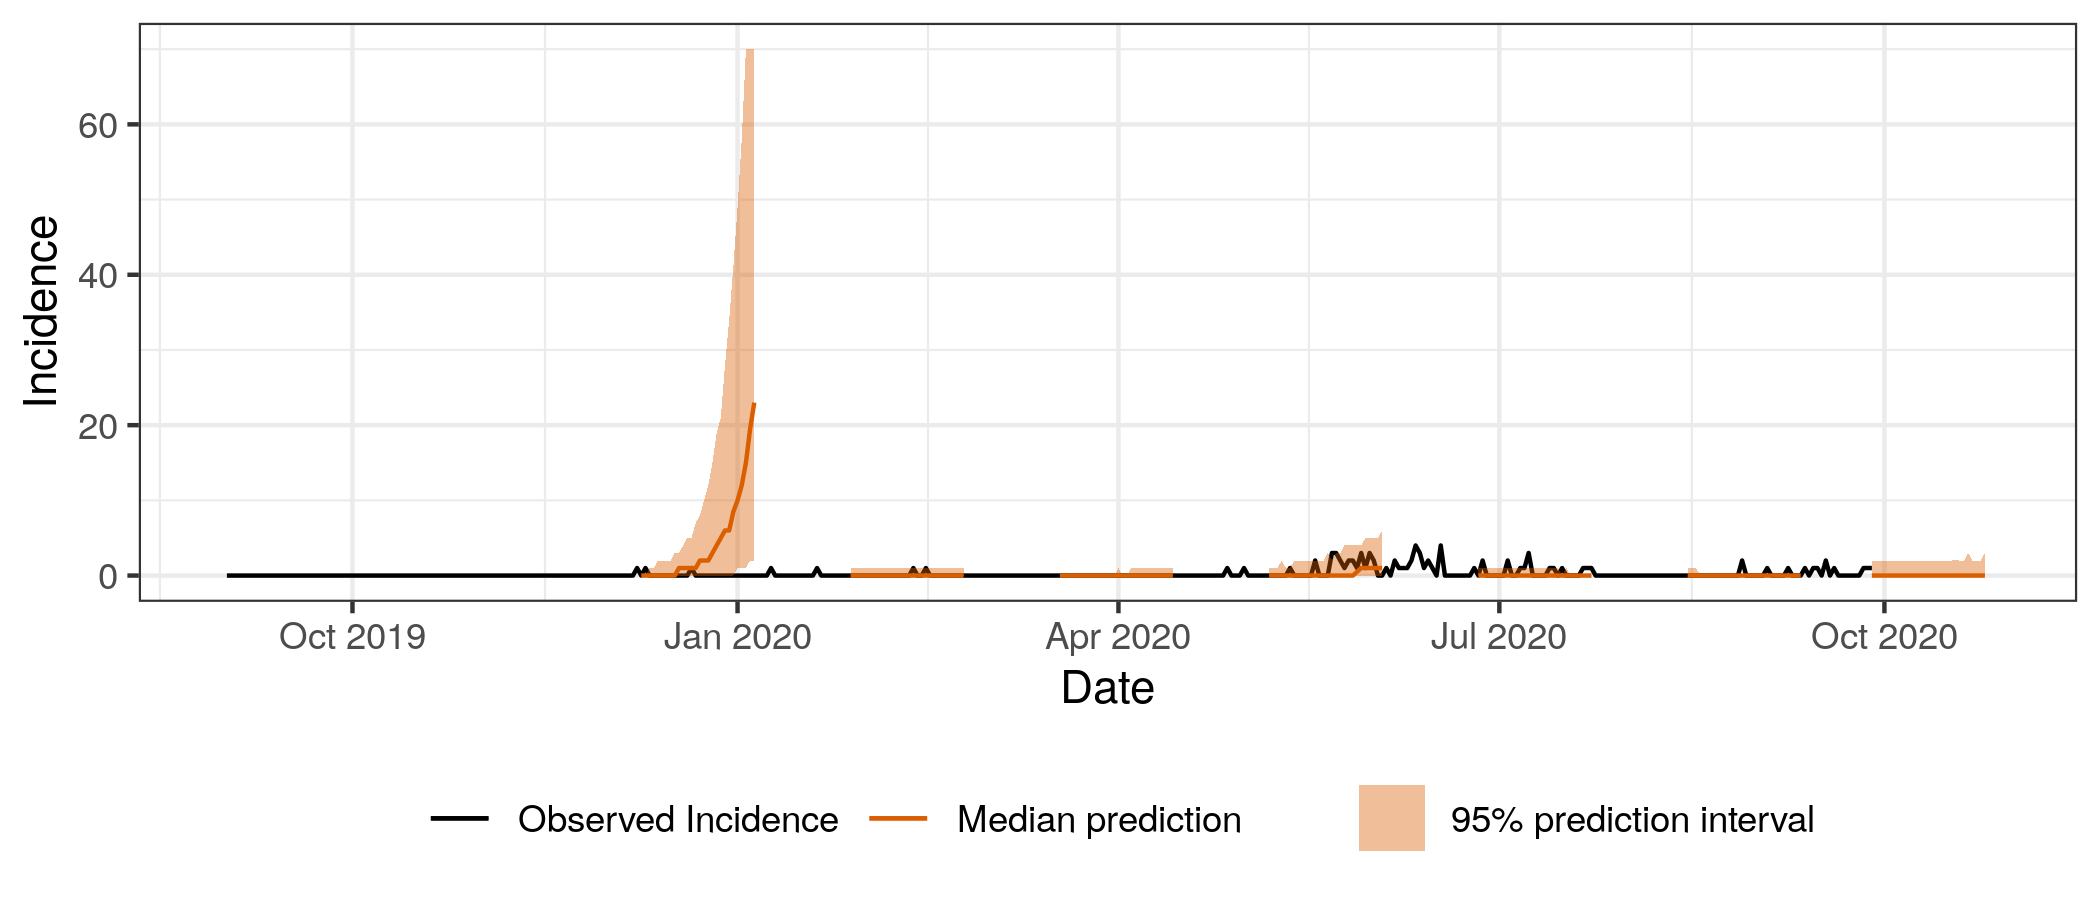 Incidence
60
40
20
0
Oct 2019
Jan 2020
Apr 2020
Jul 2020
Oct 2020
Date
Observed Incidence
Median prediction
95% prediction interval